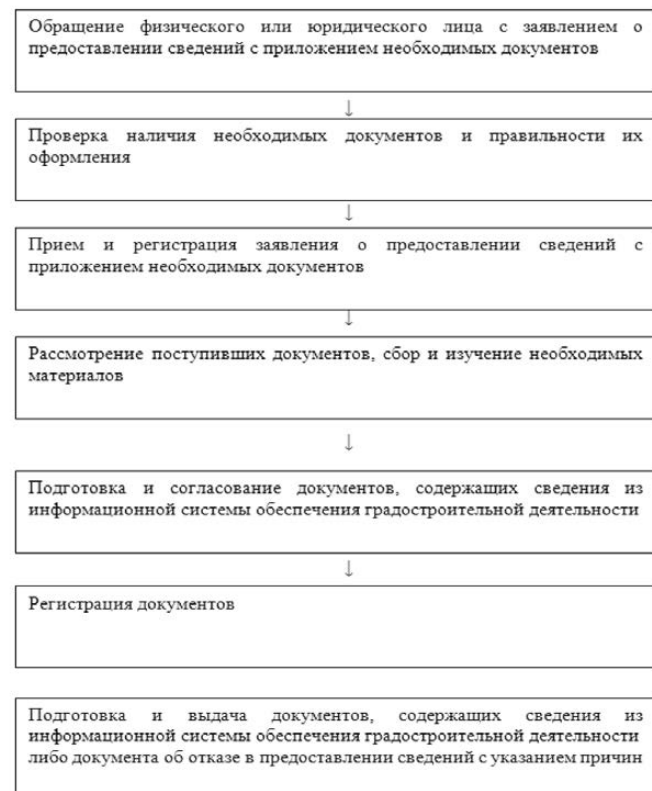 Обращение физического или юридического лица с заявлением о
предоставлении сведений с приложением необходимых документов
↓
Проверка наличия необходимых документов и правильности их
оформления
↓
Прием и регистрация заявления о предоставлении сведений с
приложением необходимых документов
↓
Рассмотрение поступивших документов, сбор и изучение необходимых
материалов
↓
Подготовка и согласование документов, содержащих сведения из
информационной системы обеспечения градостроительной деятельности
↓
Регистрация документов
Подготовка и выдача документов, содержащих сведения из
информационной системы обеспечения градостроительной деятельности
либо документа об отказе в предоставлении сведений с указанием причин